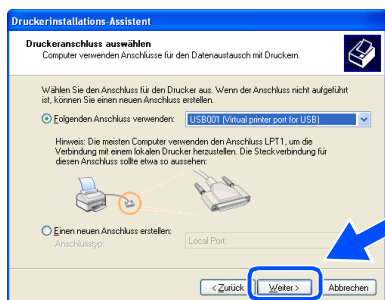 Druckerinstallations-Assistent
Druckeranschluss auswählen
Computer verwenden Anschlüsse für den Datenaustausch mit Druckern.
Wählen Sie den Anschluss für den Drucker aus. Wenn der Anschluss nicht aufgeführt
ist, können Sie einen neuen Anschluss erstellen.
Folgenden Anschluss verwenden: USB001 (Virtual printer port for USB)
Hinweis: Die meisten Computer verwenden den Anschluss LPT1, um die
Verbindung mit einem lokalen Drucker herzustellen. Die Steckverbindung für
diesen Anschluss sollte etwa so aussehen:
Einen neuen Anschluss erstellen:
Anschlusstyp: Local Port
< Zurück Weiter > Abbrechen